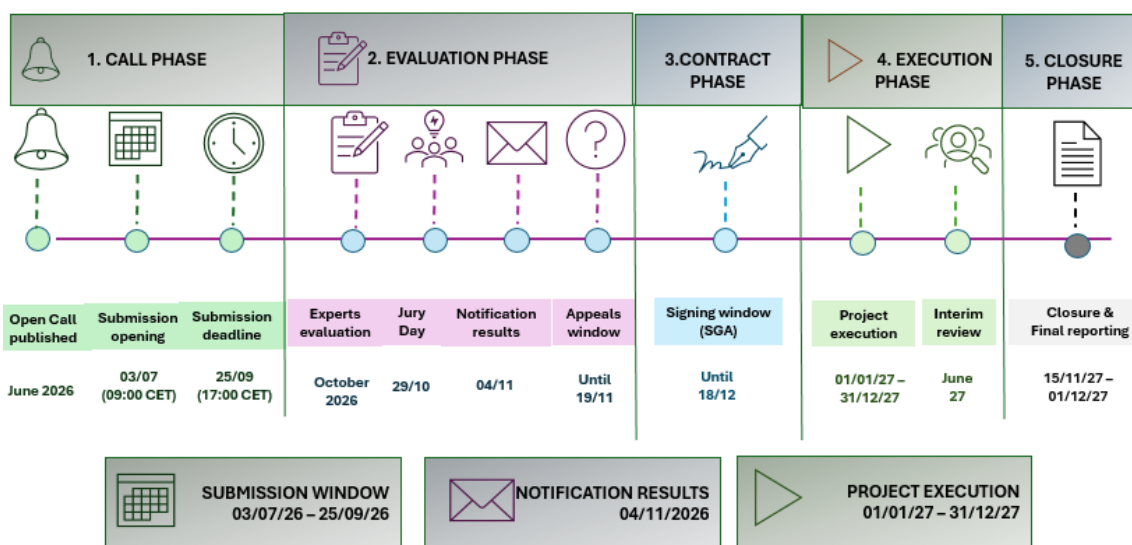 1. CALL PHASE
2. EVALUATION PHASE
3.CONTRACT
PHASE
4. EXECUTION
PHASE
5. CLOSURE
PHASE
Open Call
published
Submission
opening
Submission
deadline
Experts
evaluation
Jury
Day
Notification
results
Appeals
window
Signing window
(SGA)
Project
execution
Interim
review
Closure &
Final reporting
June 2026
03/07
(09:00 CET)
25/09
(17:00 CET)
October
2026
29/10
04/11
Until
19/11
Until
18/12
01/01/27 –
31/12/27
June
27
15/11/27 –
01/12/27
SUBMISSION WINDOW
03/07/26 – 25/09/26
NOTIFICATION RESULTS
04/11/2026
PROJECT EXECUTION
01/01/27 – 31/12/27